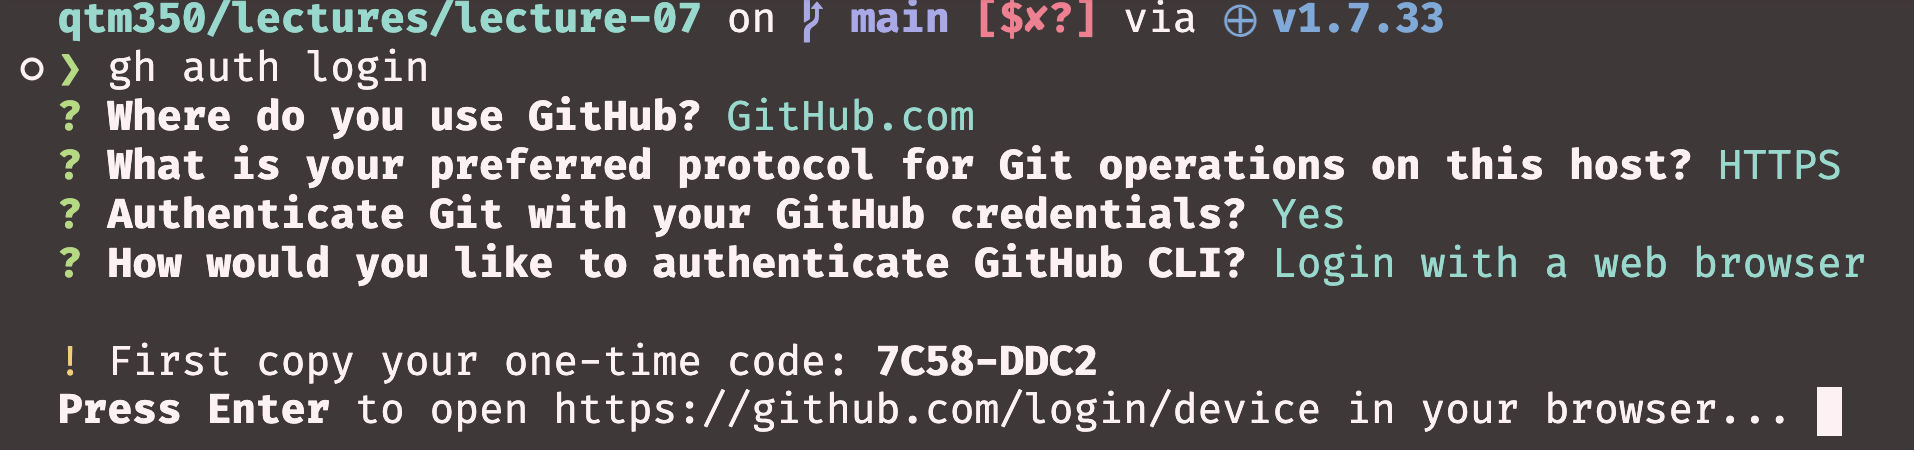 qtm350/lectures/lecture-07 on main [$✘?] via v1.7.33
❯ gh auth login
? Where do you use GitHub? GitHub.com
? What is your preferred protocol for Git operations on this host? HTTPS
? Authenticate Git with your GitHub credentials? Yes
? How would you like to authenticate GitHub CLI? Login with a web browser
! First copy your one-time code: 7C58-DDC2
Press Enter to open https://github.com/login/device in your browser...